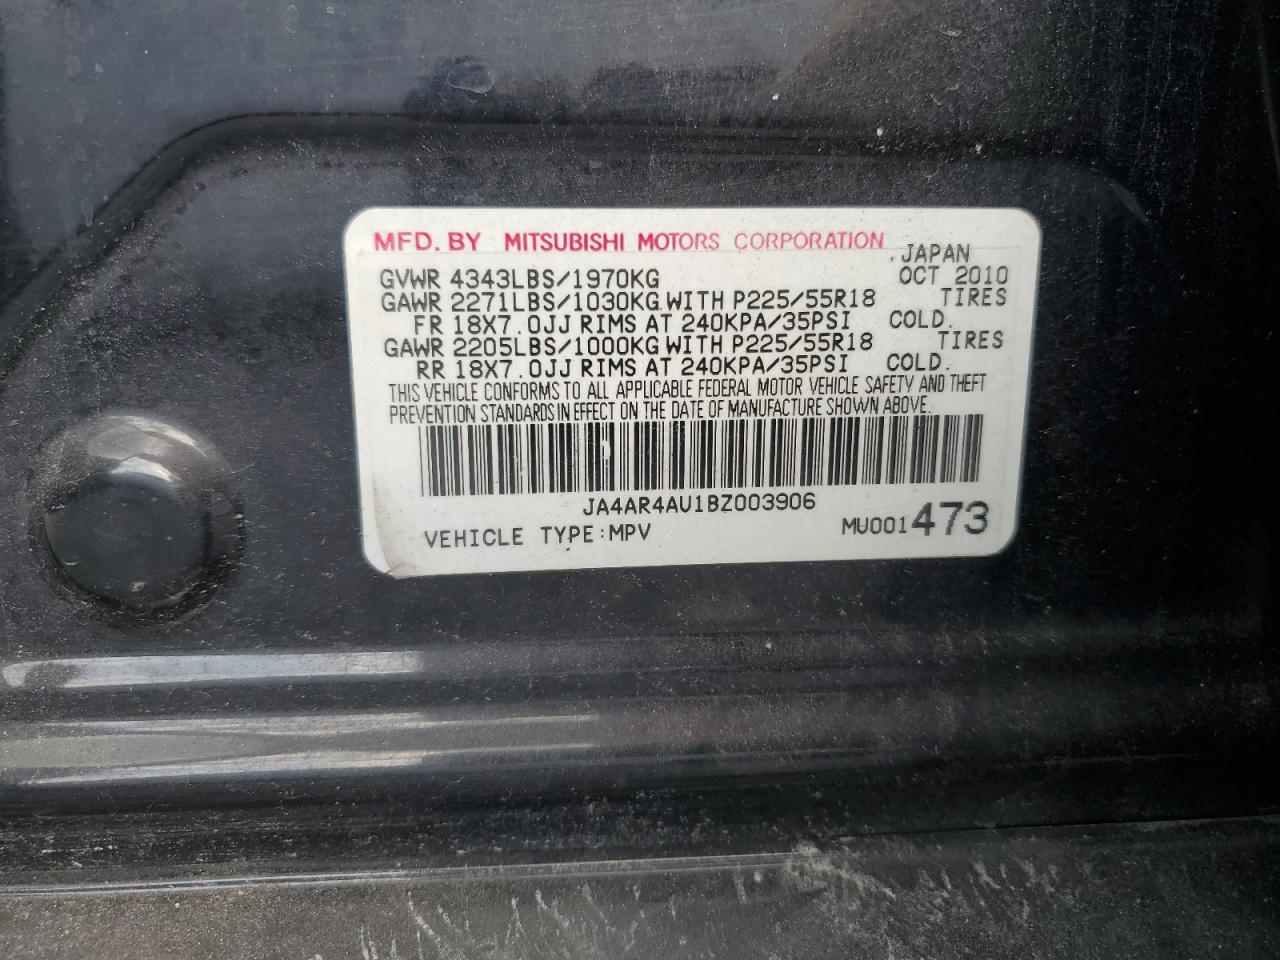 MFD. BY MITSUBISHI MOTORS CORPORATION
JAPAN
GVWR 4343LBS/1970KG OCT 2010
GAWR 2271LBS/1030KG WITH P225/55R18 TIRES
FR 18X7.0JJ RIMS AT 240KPA/35PSI COLD.
GAWR 2205LBS/1000KG WITH P225/55R18 TIRES
RR 18X7.0JJ RIMS AT 240KPA/35PSI COLD.
THIS VEHICLE CONFORMS TO ALL APPLICABLE FEDERAL MOTOR VEHICLE SAFETY AND THEFT
PREVENTION STANDARDS IN EFFECT ON THE DATE OF MANUFACTURE SHOWN ABOVE.
JA4AR4AU1BZ003906
VEHICLE TYPE:MPV MU001473